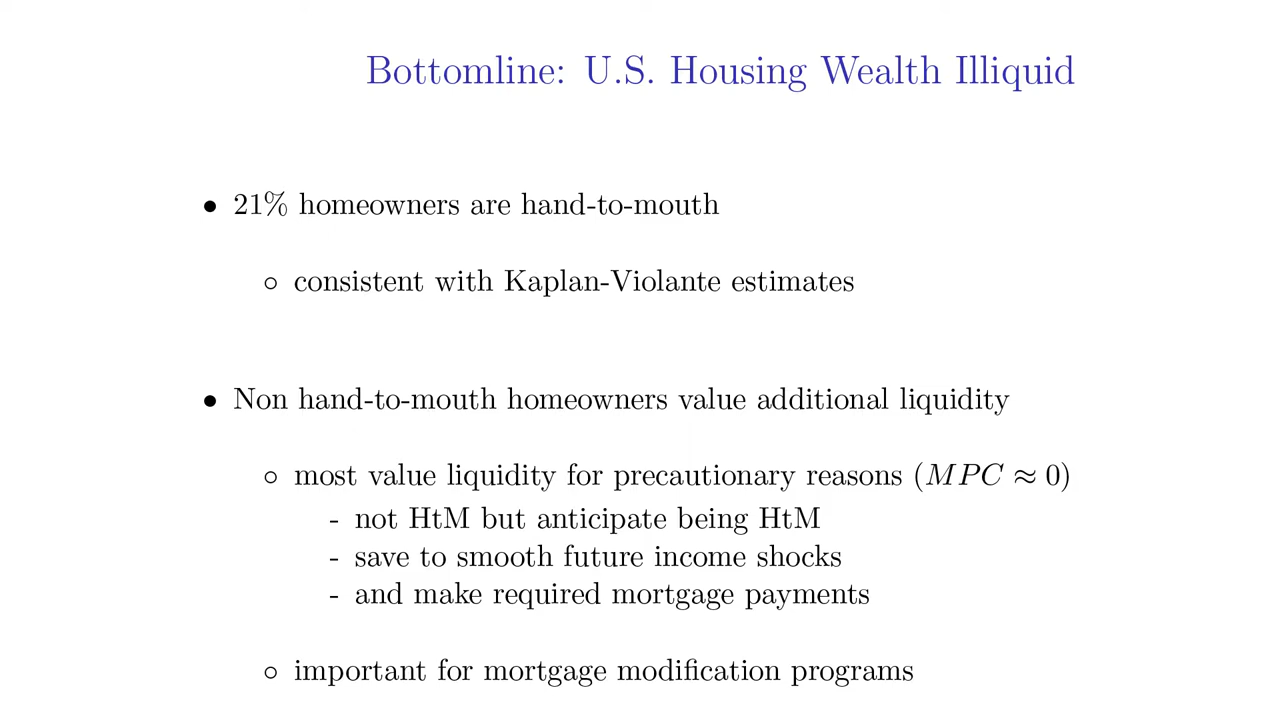 Bottomline: U.S. Housing Wealth Illiquid
• 21% homeowners are hand-to-mouth
◦ consistent with Kaplan-Violante estimates
• Non hand-to-mouth homeowners value additional liquidity
◦ most value liquidity for precautionary reasons (MPC ≈ 0)
- not HtM but anticipate being HtM
- save to smooth future income shocks
- and make required mortgage payments
◦ important for mortgage modification programs